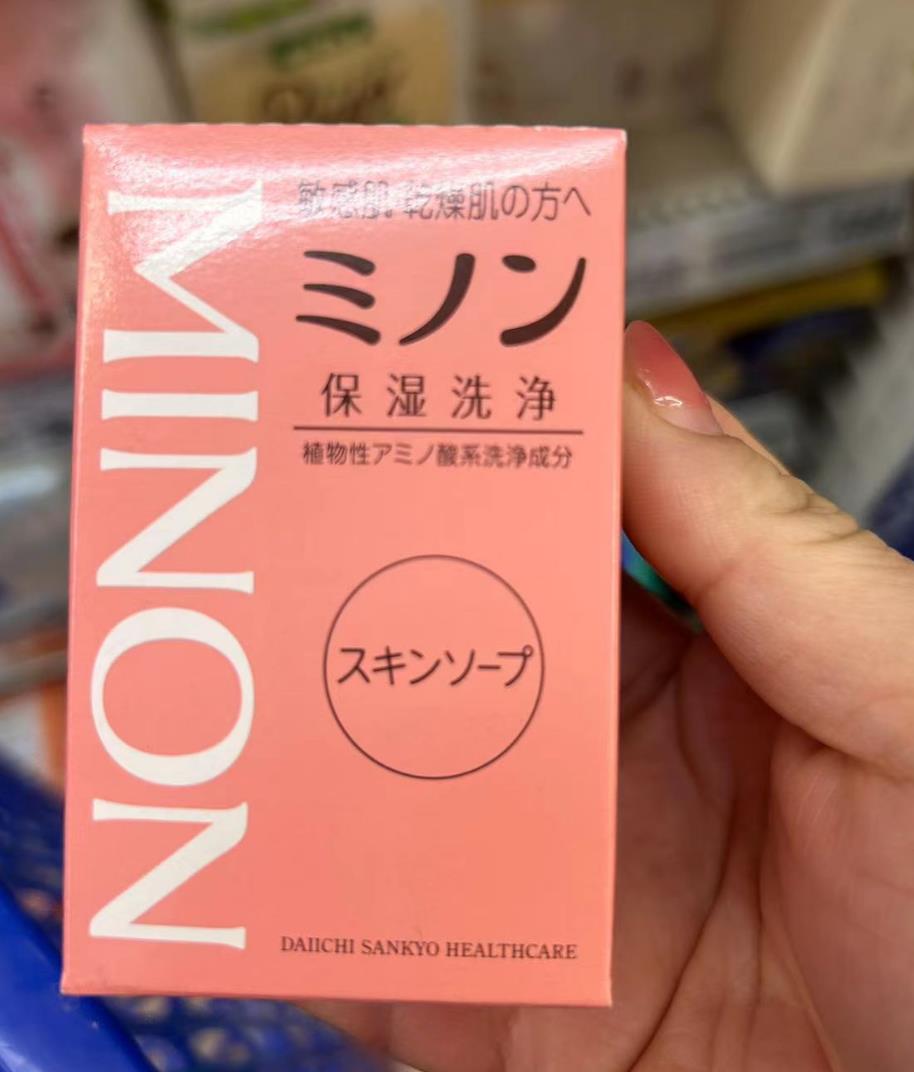 敏感肌・乾燥肌の方へ
ミノン
保湿洗浄
植物性アミノ酸系洗浄成分
スキンソープ
MINON
DAIICHI SANKYO HEALTHCARE